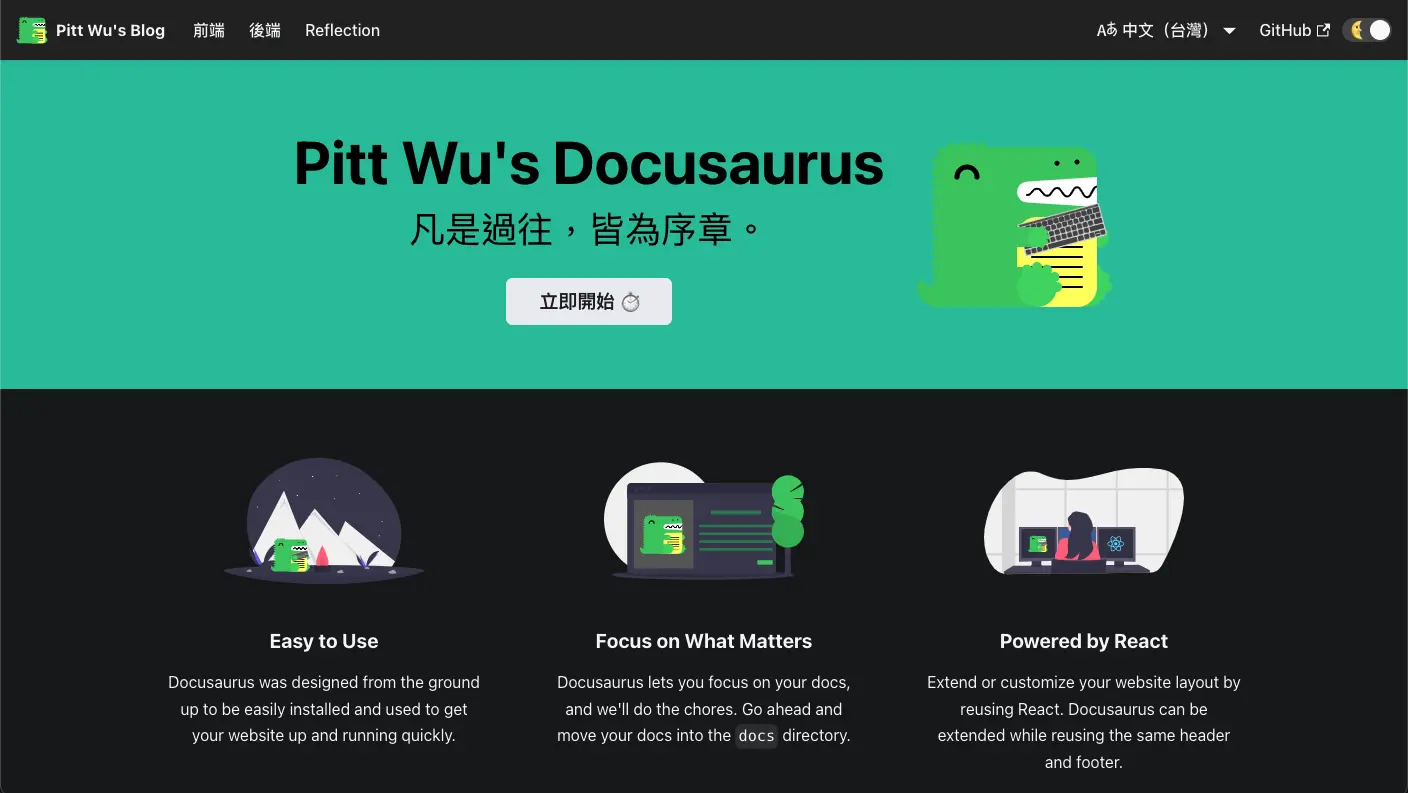 Pitt Wu's Blog 前端 後端 Reflection 中文（台灣） GitHub
Pitt Wu's Docusaurus
凡是過往，皆為序章。
立即開始 ⏱️
Easy to Use
Docusaurus was designed from the ground
up to be easily installed and used to get
your website up and running quickly.
Focus on What Matters
Docusaurus lets you focus on your docs,
and we'll do the chores. Go ahead and
move your docs into the docs directory.
Powered by React
Extend or customize your website layout by
reusing React. Docusaurus can be
extended while reusing the same header
and footer.